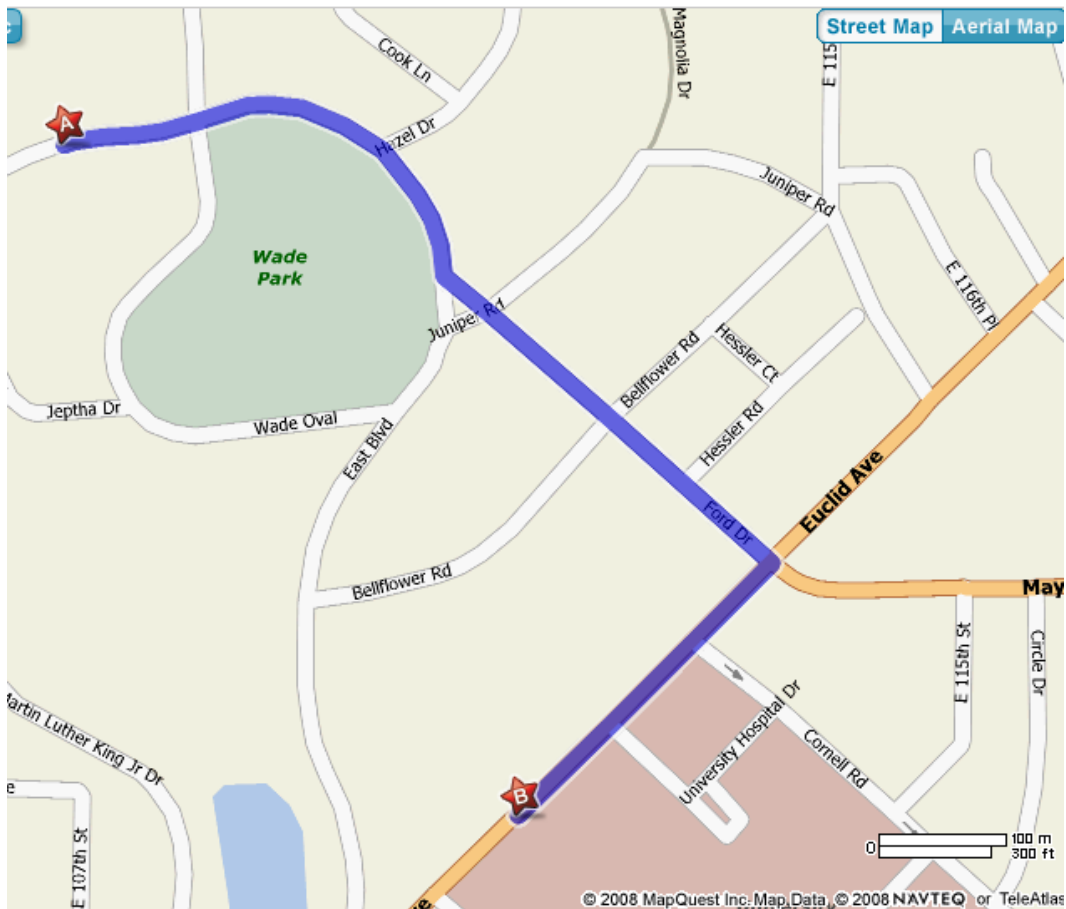 c
Street Map
Aerial Map
Magnolia Dr
E 115
Cook Ln
A
Hazel Dr
Juniper Rd
Wade
Park
E 116th Pl
Juniper Rd
Hessler Ct
Bellflower Rd
Jeptha Dr
Wade Oval
East Blvd
Hessler Rd
Euclid Ave
Ford Dr
Bellflower Rd
May
E 115th St
Circle Dr
University Hospital Dr
Martin Luther King Jr Dr
Cornell Rd
B
e
E 107th St
0
100 m
300 ft
ve
© 2008 MapQuest Inc. Map Data © 2008 NAVTEQ or TeleAtlas